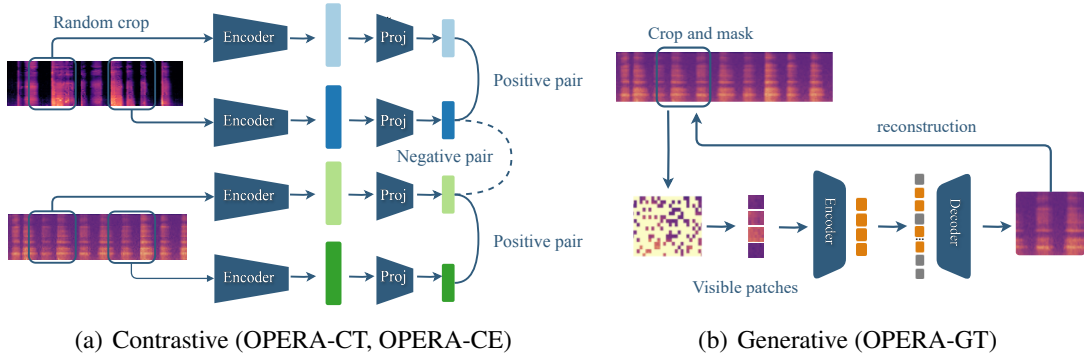 Random crop
Encoder
Proj
Positive pair
Encoder
Proj
Negative pair
Encoder
Proj
Positive pair
Encoder
Proj
(a) Contrastive (OPERA-CT, OPERA-CE)
Crop and mask
reconstruction
Encoder
...
Decoder
Visible patches
(b) Generative (OPERA-GT)